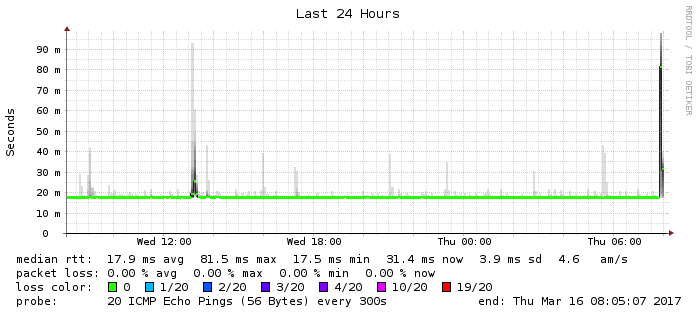 Last 24 Hours
RRDTOOL / TOBI OETIKER
Seconds
90 m
80 m
70 m
60 m
50 m
40 m
30 m
20 m
10 m
0
Wed 12:00 Wed 18:00 Thu 00:00 Thu 06:00
median rtt: 17.9 ms avg 81.5 ms max 17.5 ms min 31.4 ms now 3.9 ms sd 4.6 am/s
packet loss: 0.00 % avg 0.00 % max 0.00 % min 0.00 % now
loss color: 0 1/20 2/20 3/20 4/20 10/20 19/20
probe: 20 ICMP Echo Pings (56 Bytes) every 300s end: Thu Mar 16 08:05:07 2017